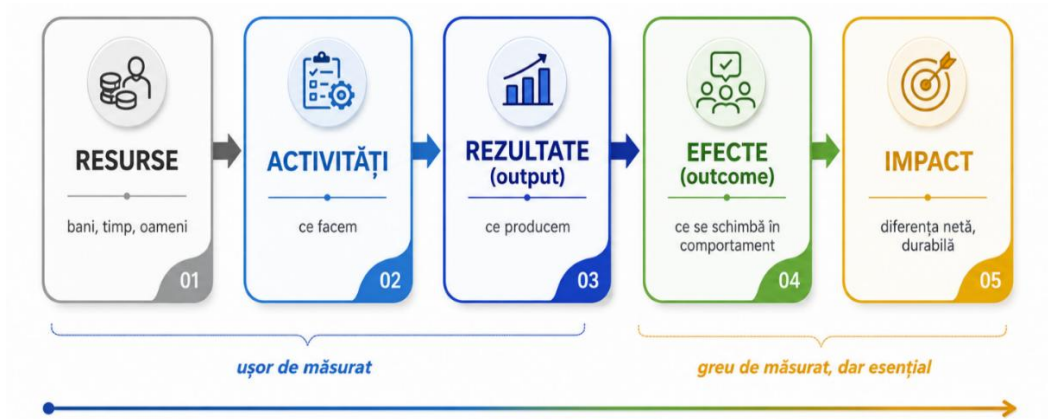 RESURSE
bani, timp, oameni
01
ACTIVITĂȚI
ce facem
02
REZULTATE
(output)
ce producem
03
EFECTE
(outcome)
ce se schimbă în
comportament
04
IMPACT
diferența netă,
durabilă
05
ușor de măsurat
greu de măsurat, dar esențial